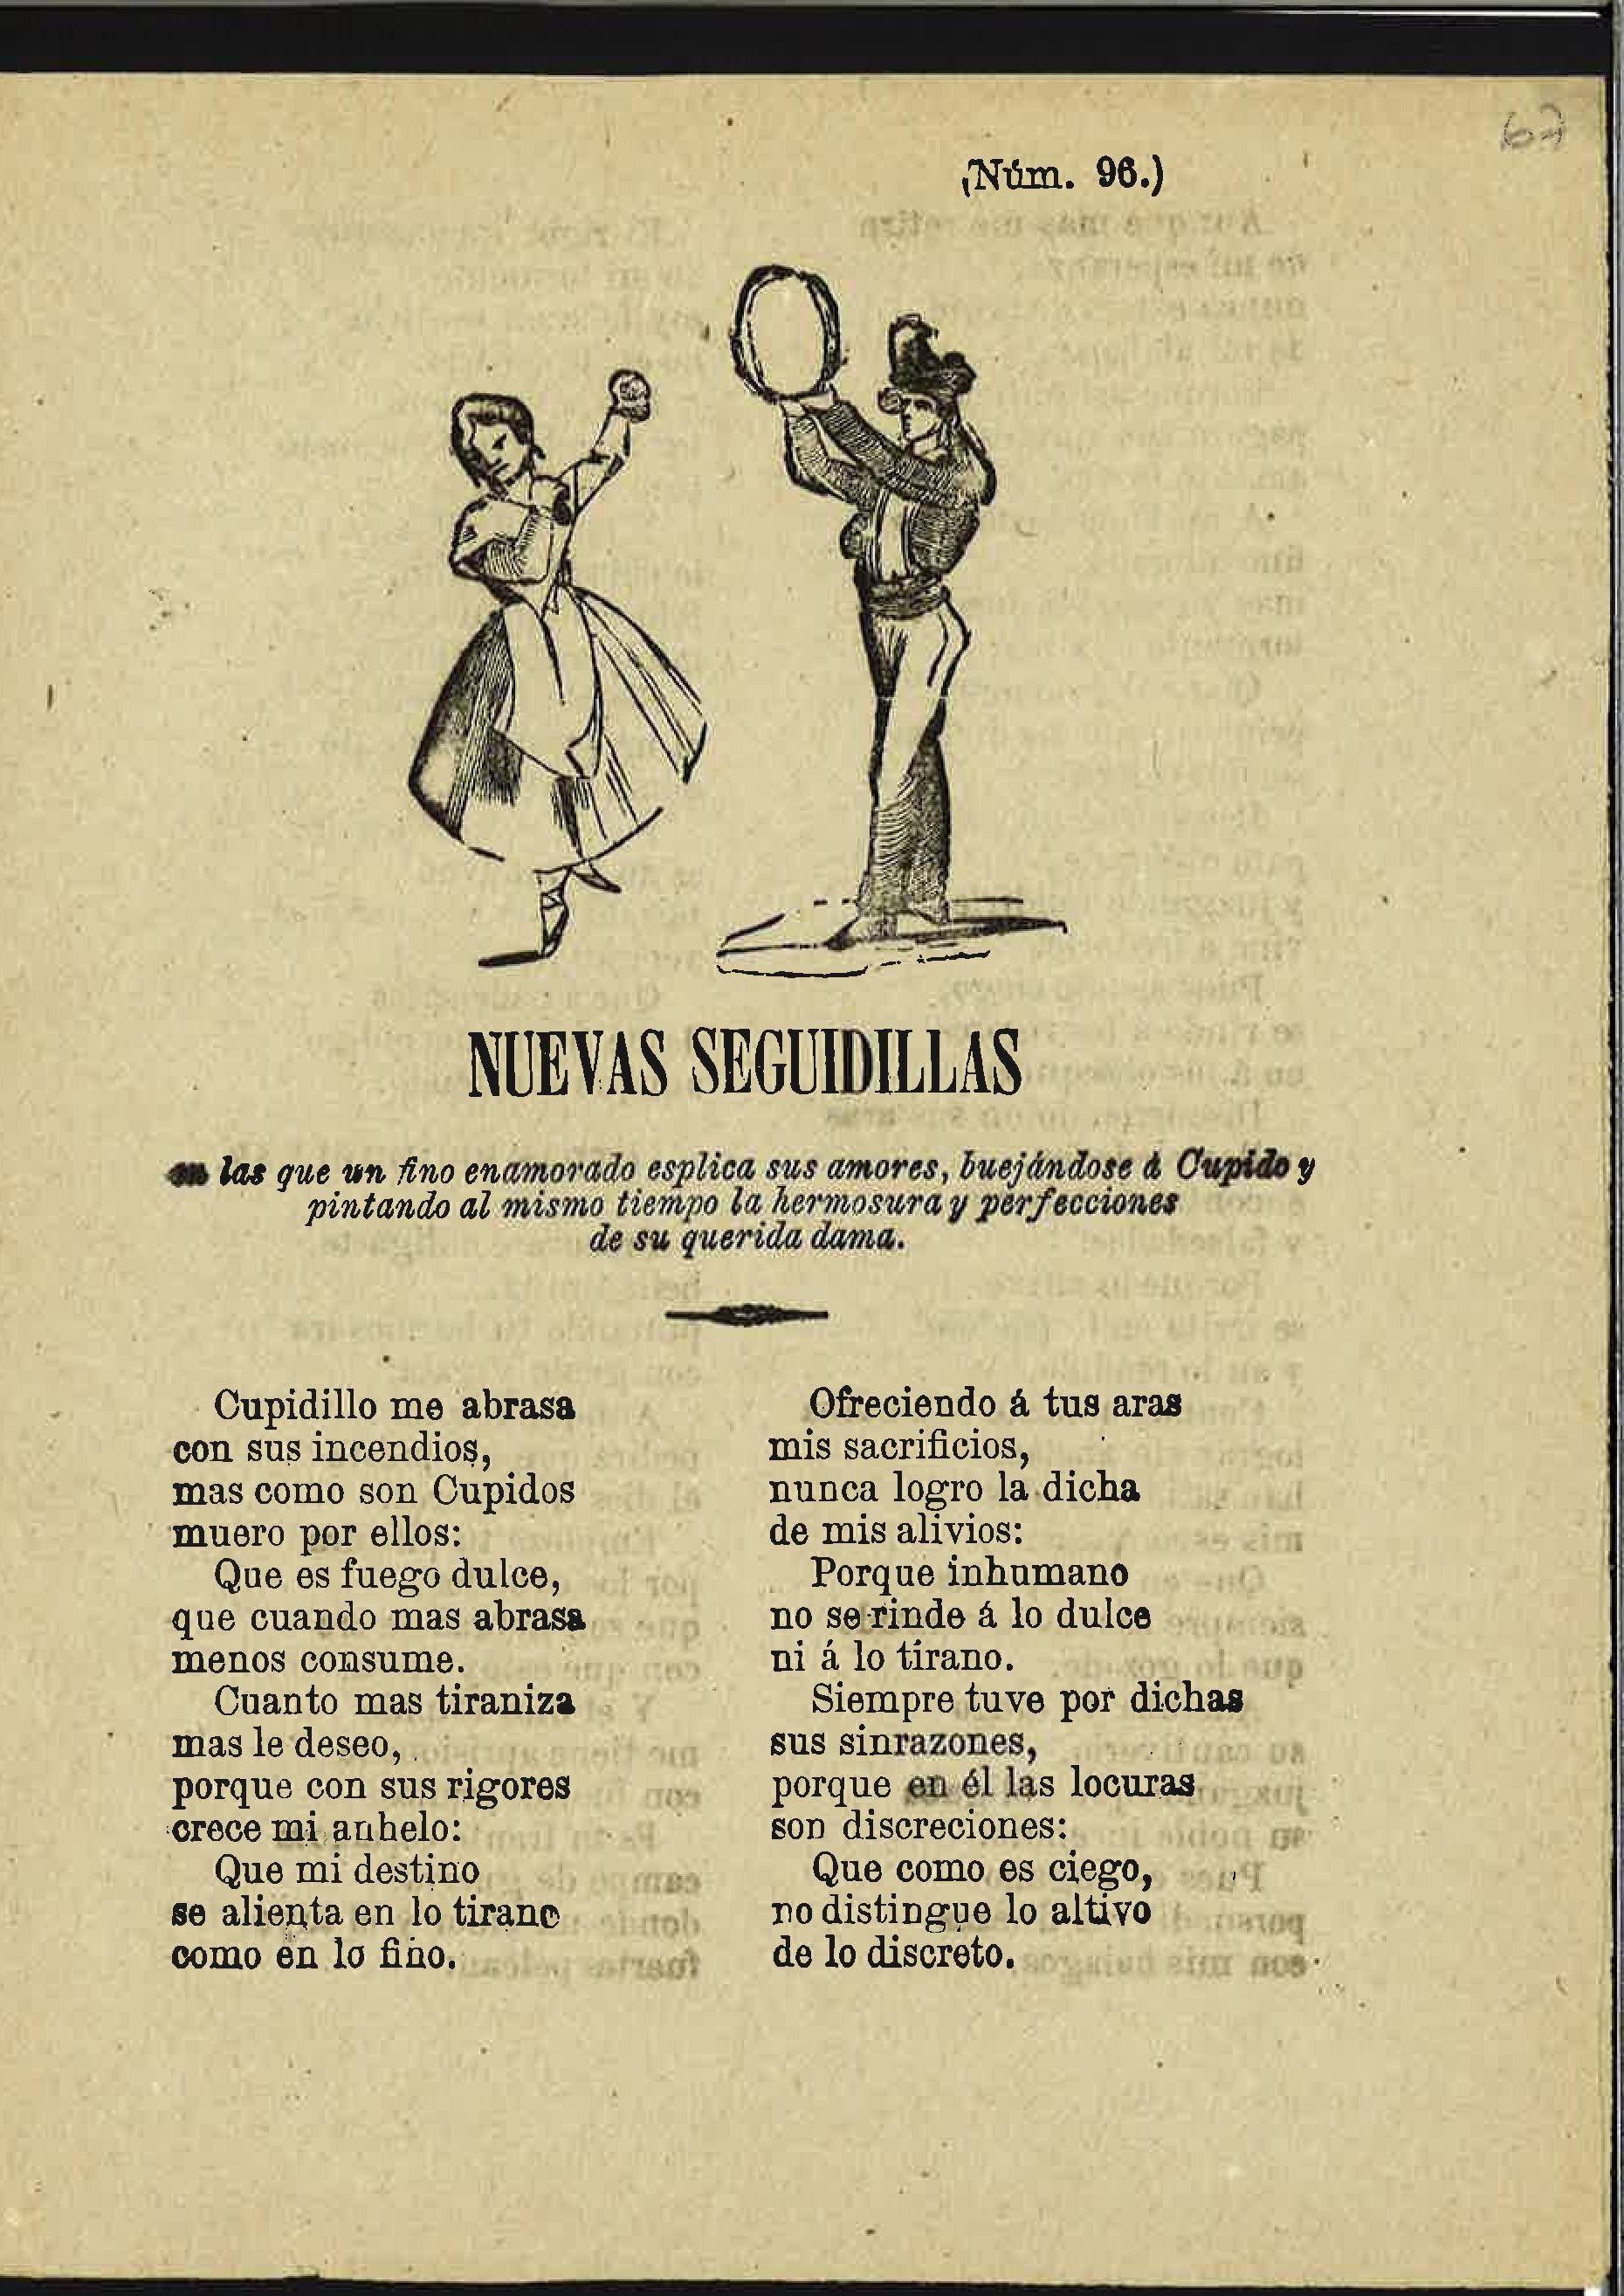 67
(Núm. 96.)
NUEVAS SEGUIDILLAS
en las que un fino enamorado esplica sus amores, buejándose á Cupido y
pintando al mismo tiempo la hermosura y perfecciones
de su querida dama.
Cupidillo me abrasa
con sus incendios,
mas como son Cupidos
muero por ellos:
Que es fuego dulce,
que cuando mas abrasa
menos consume.
Cuanto mas tiraniza
mas le deseo,
porque con sus rigores
crece mi anhelo:
Que mi destino
se alienta en lo tirano
como en lo fino.
Ofreciendo á tus aras
mis sacrificios,
nunca logro la dicha
de mis alivios:
Porque inhumano
no se rinde á lo dulce
ni á lo tirano.
Siempre tuve por dichas
sus sinrazones,
porque en él las locuras
son discreciones:
Que como es ciego,
no distingue lo altivo
de lo discreto.